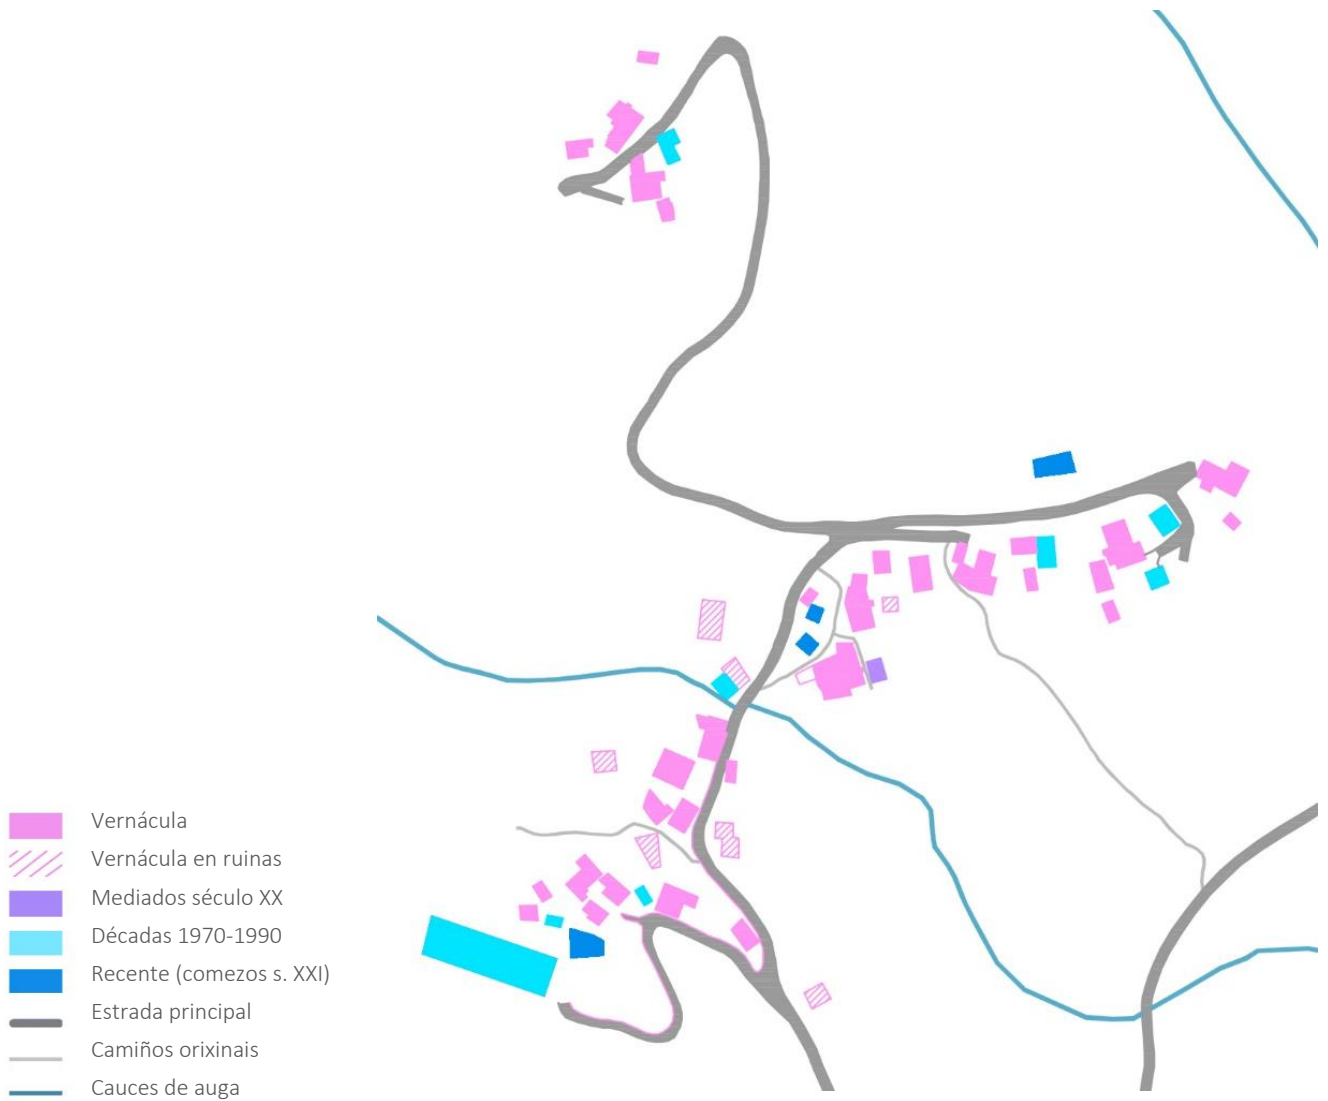 Vernácula
Vernácula en ruinas
Mediados século XX
Décadas 1970-1990
Recente (comezos s. XXI)
Estrada principal
Camiños orixinais
Cauces de auga